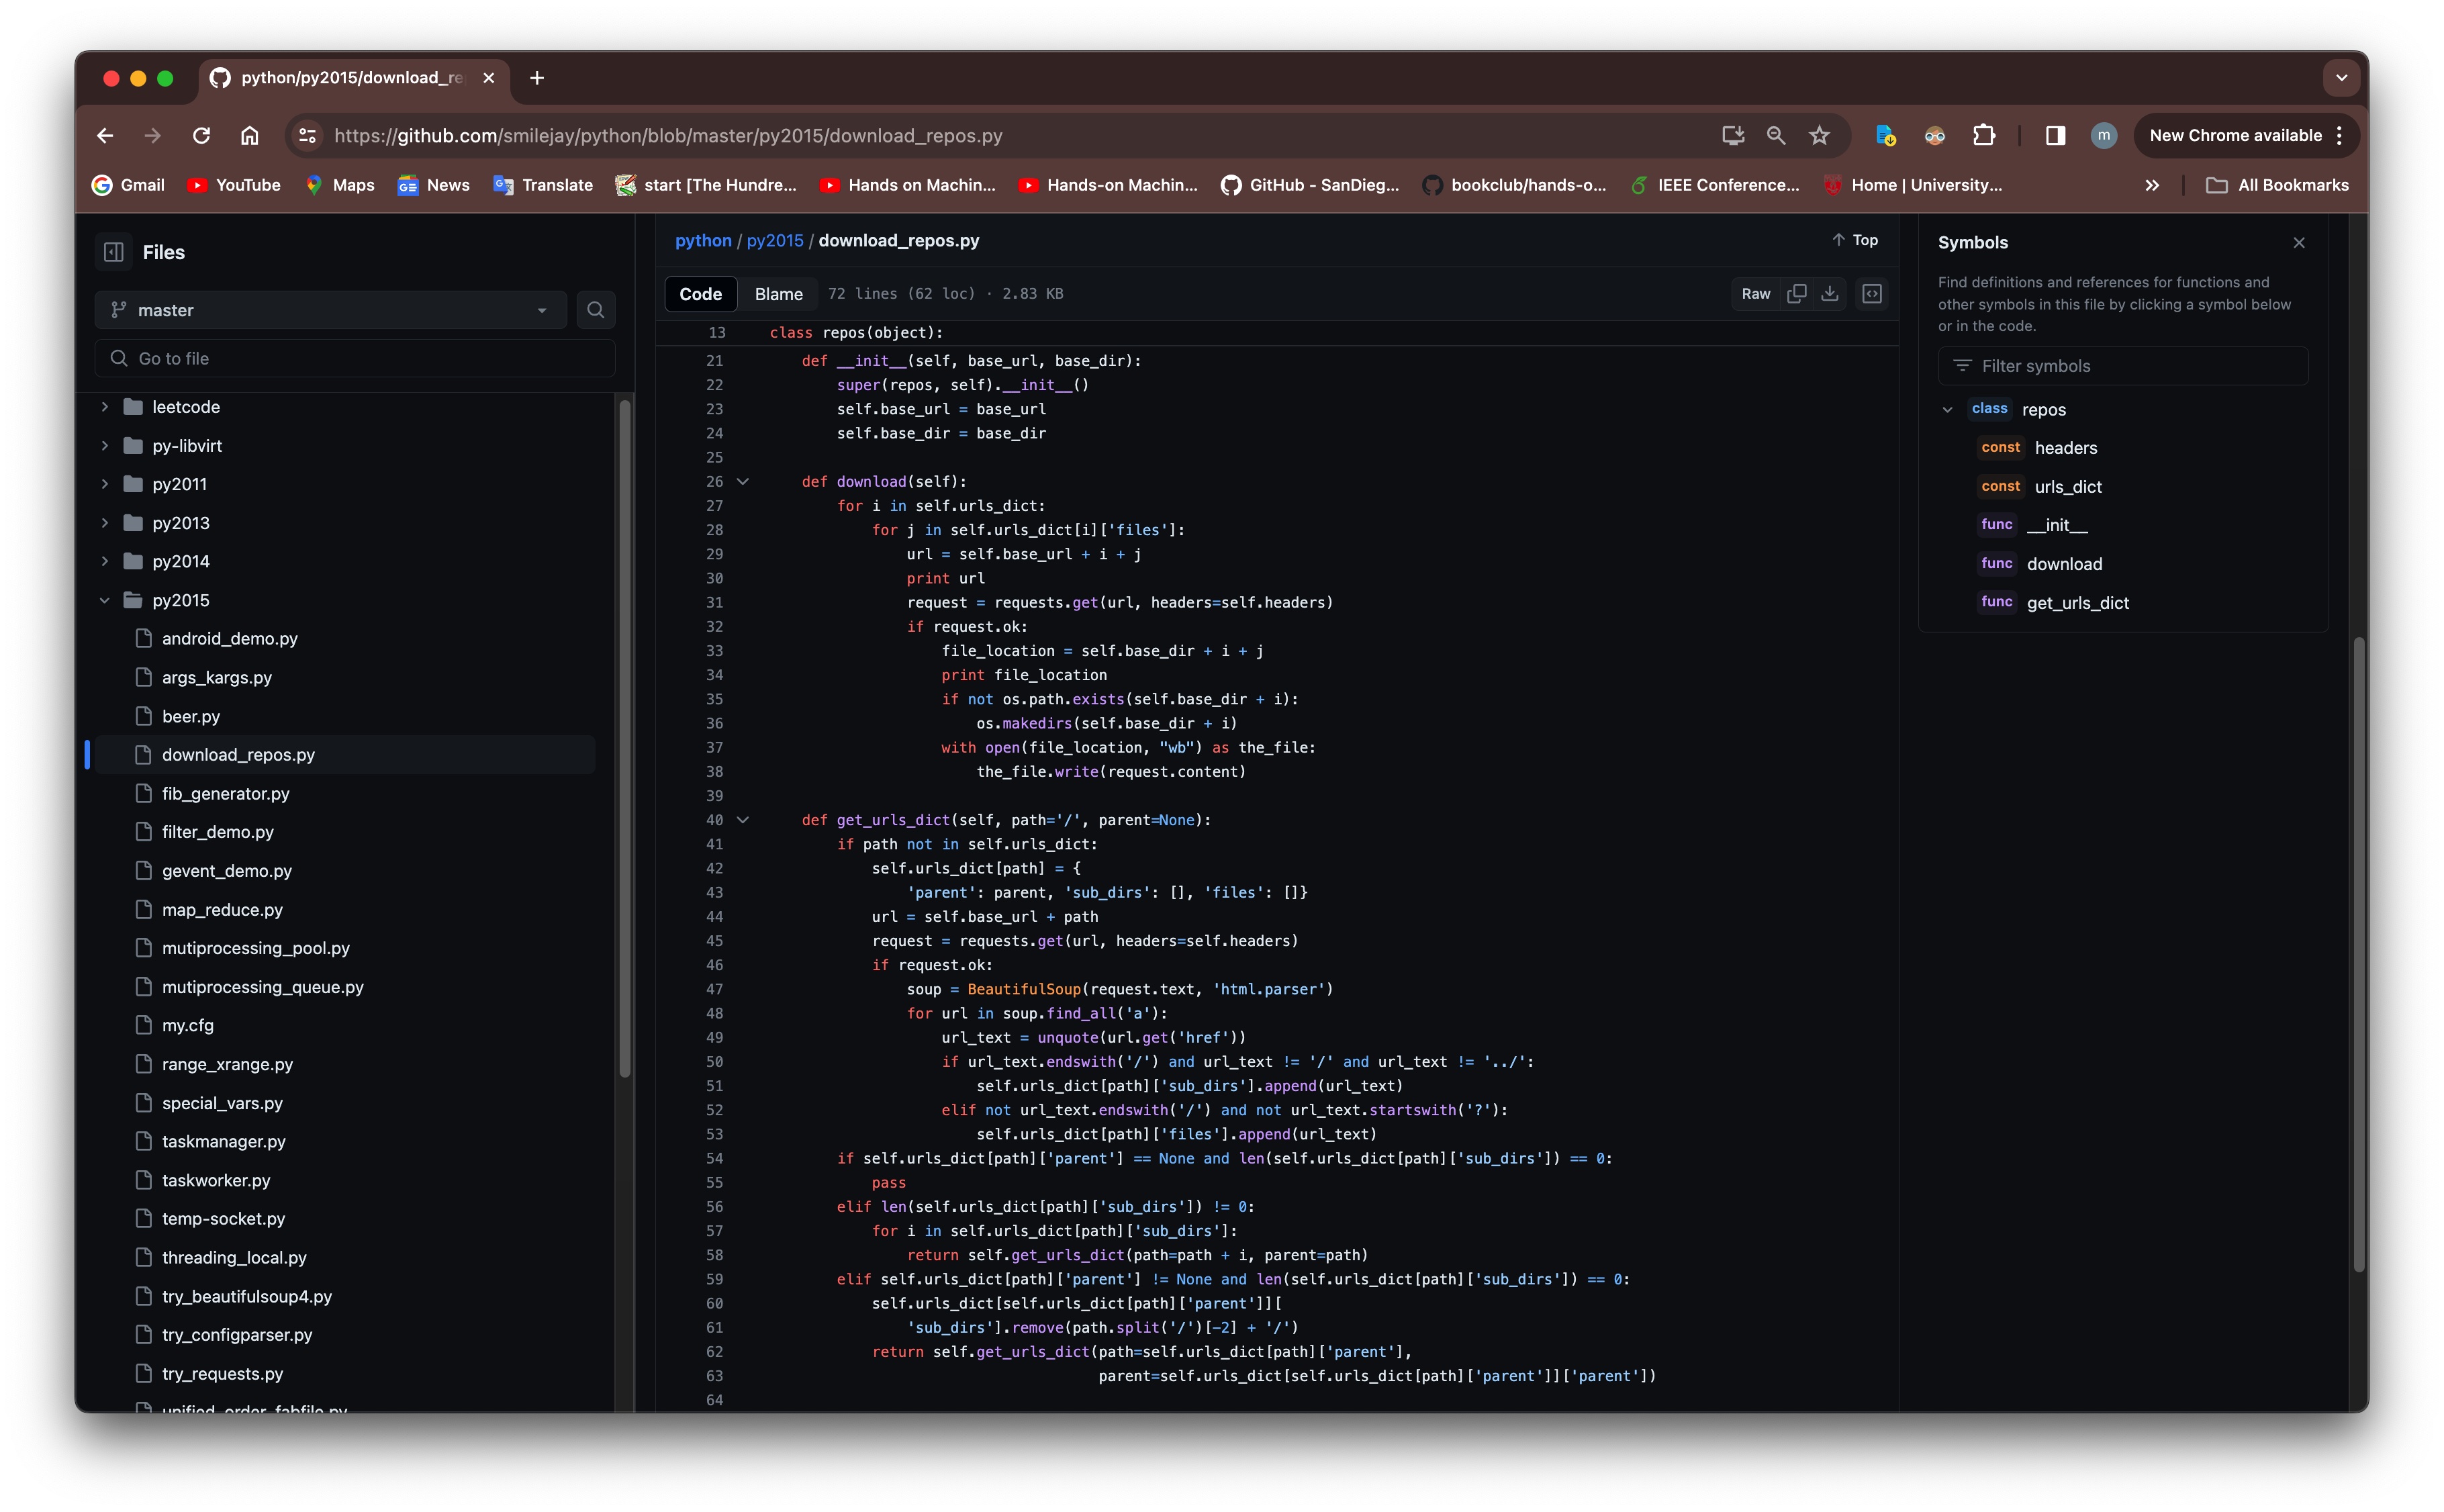 python/py2015/download_re
https://github.com/smilejay/python/blob/master/py2015/download_repos.py
m
New Chrome available
Gmail
YouTube
Maps
News
Translate
start [The Hundre...
Hands on Machin...
Hands-on Machin...
GitHub - SanDieg...
bookclub/hands-o...
IEEE Conference...
Home | University...
All Bookmarks
Files
master
Go to file
leetcode
py-libvirt
py2011
py2013
py2014
py2015
android_demo.py
args_kargs.py
beer.py
download_repos.py
fib_generator.py
filter_demo.py
gevent_demo.py
map_reduce.py
mutiprocessing_pool.py
mutiprocessing_queue.py
my.cfg
range_xrange.py
special_vars.py
taskmanager.py
taskworker.py
temp-socket.py
threading_local.py
try_beautifulsoup4.py
try_configparser.py
try_requests.py
unified_order_fabfile.py
python / py2015 / download_repos.py
Top
Code Blame 72 lines (62 loc) · 2.83 KB
Raw
13 class repos(object):
21     def __init__(self, base_url, base_dir):
22         super(repos, self).__init__()
23         self.base_url = base_url
24         self.base_dir = base_dir
25
26     def download(self):
27         for i in self.urls_dict:
28             for j in self.urls_dict[i]['files']:
29                 url = self.base_url + i + j
30                 print url
31                 request = requests.get(url, headers=self.headers)
32                 if request.ok:
33                     file_location = self.base_dir + i + j
34                     print file_location
35                     if not os.path.exists(self.base_dir + i):
36                         os.makedirs(self.base_dir + i)
37                     with open(file_location, "wb") as the_file:
38                         the_file.write(request.content)
39
40     def get_urls_dict(self, path='/', parent=None):
41         if path not in self.urls_dict:
42             self.urls_dict[path] = {
43                 'parent': parent, 'sub_dirs': [], 'files': []}
44             url = self.base_url + path
45             request = requests.get(url, headers=self.headers)
46             if request.ok:
47                 soup = BeautifulSoup(request.text, 'html.parser')
48                 for url in soup.find_all('a'):
49                     url_text = unquote(url.get('href'))
50                     if url_text.endswith('/') and url_text != '/' and url_text != '../':
51                         self.urls_dict[path]['sub_dirs'].append(url_text)
52                     elif not url_text.endswith('/') and not url_text.startswith('?'):
53                         self.urls_dict[path]['files'].append(url_text)
54         if self.urls_dict[path]['parent'] == None and len(self.urls_dict[path]['sub_dirs']) == 0:
55             pass
56         elif len(self.urls_dict[path]['sub_dirs']) != 0:
57             for i in self.urls_dict[path]['sub_dirs']:
58                 return self.get_urls_dict(path=path + i, parent=path)
59         elif self.urls_dict[path]['parent'] != None and len(self.urls_dict[path]['sub_dirs']) == 0:
60             self.urls_dict[self.urls_dict[path]['parent']][
61                 'sub_dirs'].remove(path.split('/')[-2] + '/')
62             return self.get_urls_dict(path=self.urls_dict[path]['parent'],
63                                       parent=self.urls_dict[self.urls_dict[path]['parent']]['parent'])
64
Symbols
Find definitions and references for functions and
other symbols in this file by clicking a symbol below
or in the code.
Filter symbols
class repos
const headers
const urls_dict
func __init__
func download
func get_urls_dict